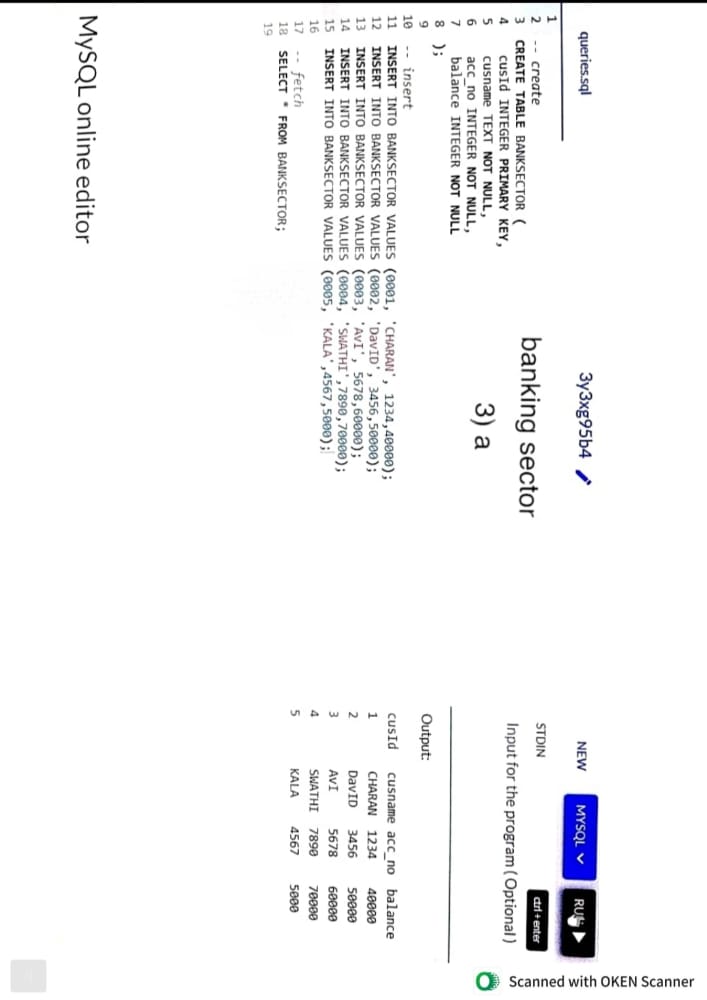 queries.sql
3y3xg95b4
NEW
MYSQL
RUN
1
2 -- create
3 CREATE TABLE BANKSECTOR (
4 cusId INTEGER PRIMARY KEY,
5 cusname TEXT NOT NULL,
6 acc_no INTEGER NOT NULL,
7 balance INTEGER NOT NULL
8 );
9
10 -- insert
11 INSERT INTO BANKSECTOR VALUES (0001, 'CHARAN', 1234,40000);
12 INSERT INTO BANKSECTOR VALUES (0002, 'DavID', 3456,50000);
13 INSERT INTO BANKSECTOR VALUES (0003, 'AvI', 5678,60000);
14 INSERT INTO BANKSECTOR VALUES (0004, 'SWATHI',7890,70000);
15 INSERT INTO BANKSECTOR VALUES (0005, 'KALA',4567,5000);
16
17 -- fetch
18 SELECT * FROM BANKSECTOR;
19
banking sector
3) a
STDIN
ctrl+enter
Input for the program (Optional)
Output:
cusId cusname acc_no balance
1 CHARAN 1234 40000
2 DavID 3456 50000
3 AvI 5678 60000
4 SWATHI 7890 70000
5 KALA 4567 5000
MySQL online editor
Scanned with OKEN Scanner